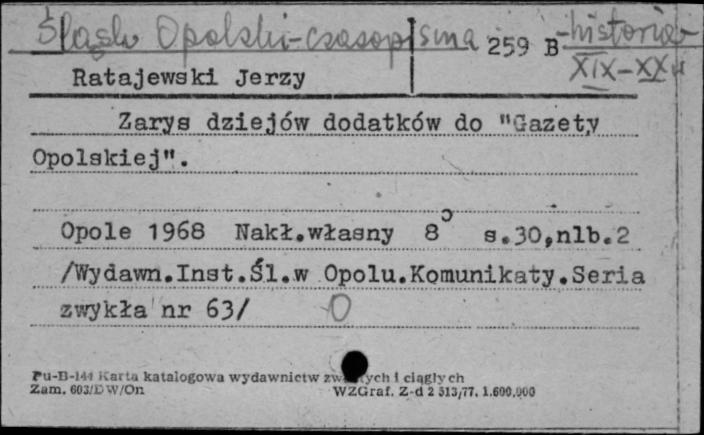 Śląsk Opolski-czasopisma -historia-
259 B XIX-XX w
Ratajewski Jerzy
Zarys dziejów dodatków do "Gazety
Opolskiej".
Opole 1968 Nakł.własny 8° s.30,nlb.2
/Wydawn.Inst.Śl.w Opolu.Komunikaty.Seria
zwykła nr 63/ O
Pu-B-144 Karta katalogowa wydawnictw zwartych i ciągłych
Zam. 603/DW/On WZGraf. Z-d 2 513/77. 1.600.000